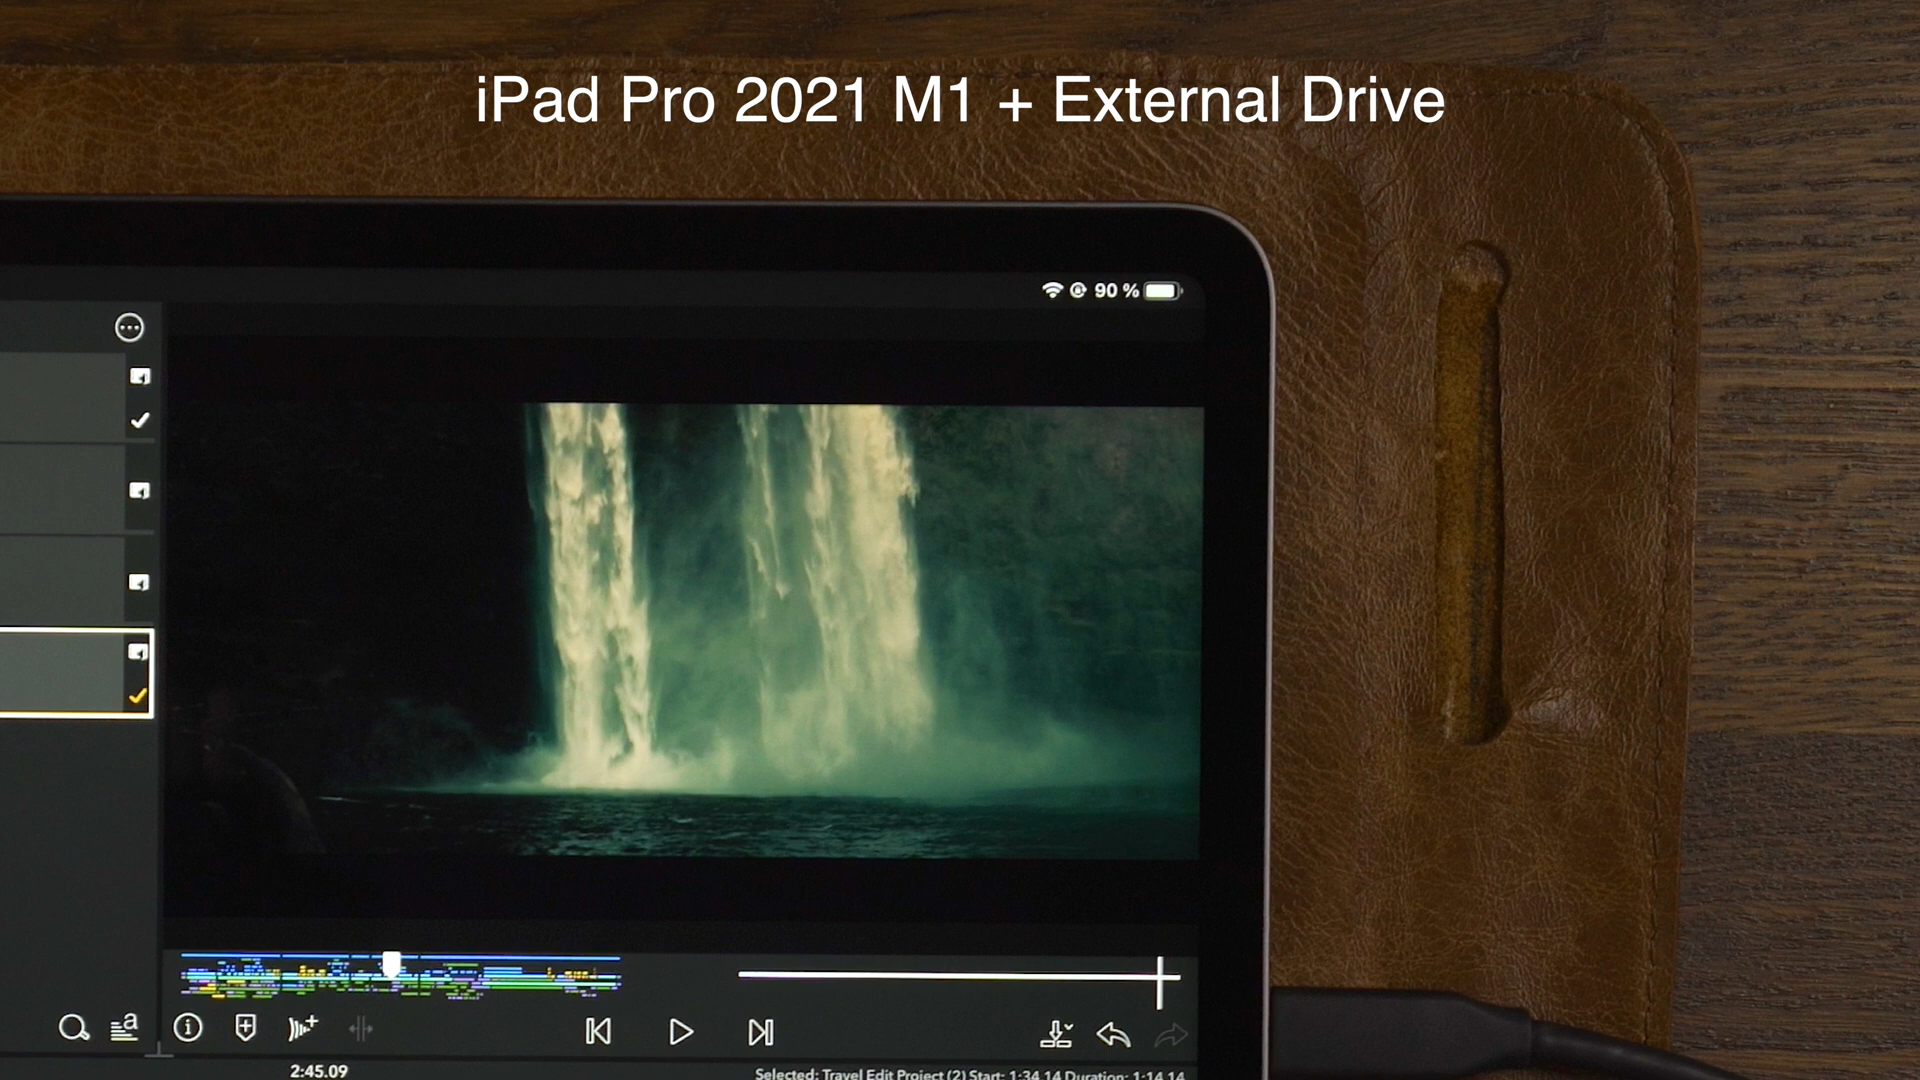 iPad Pro 2021 M1 + External Drive
90 %
2:45.09
Selected: Travel Edit Project (2) Start: 1:34.14 Duration: 1:14.14